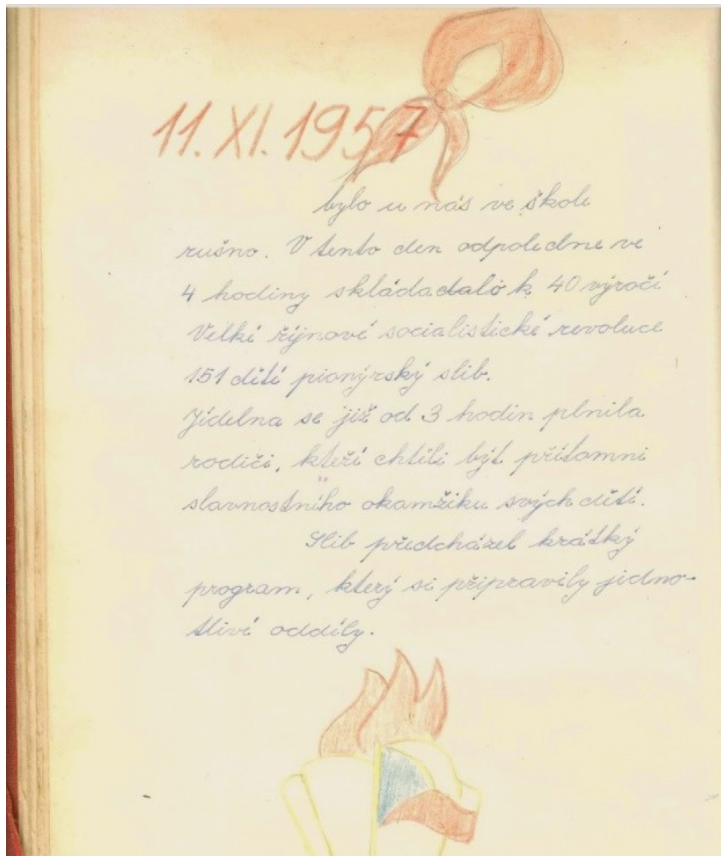 11. XI. 1957
bylo u nás ve škole
rušno. V tento den odpoledne ve
4 hodiny skládadalo k 40 výročí
Velké říjnové socialistické revoluce
151 dětí pionýrský slib.
Jídelna se již od 3 hodin plnila
rodiči, kteří chtěli být přítomni
slavnostního okamžiku svých dětí.
Slib předcházel krátký
program, který si připravily jedno-
tlivé oddíly.